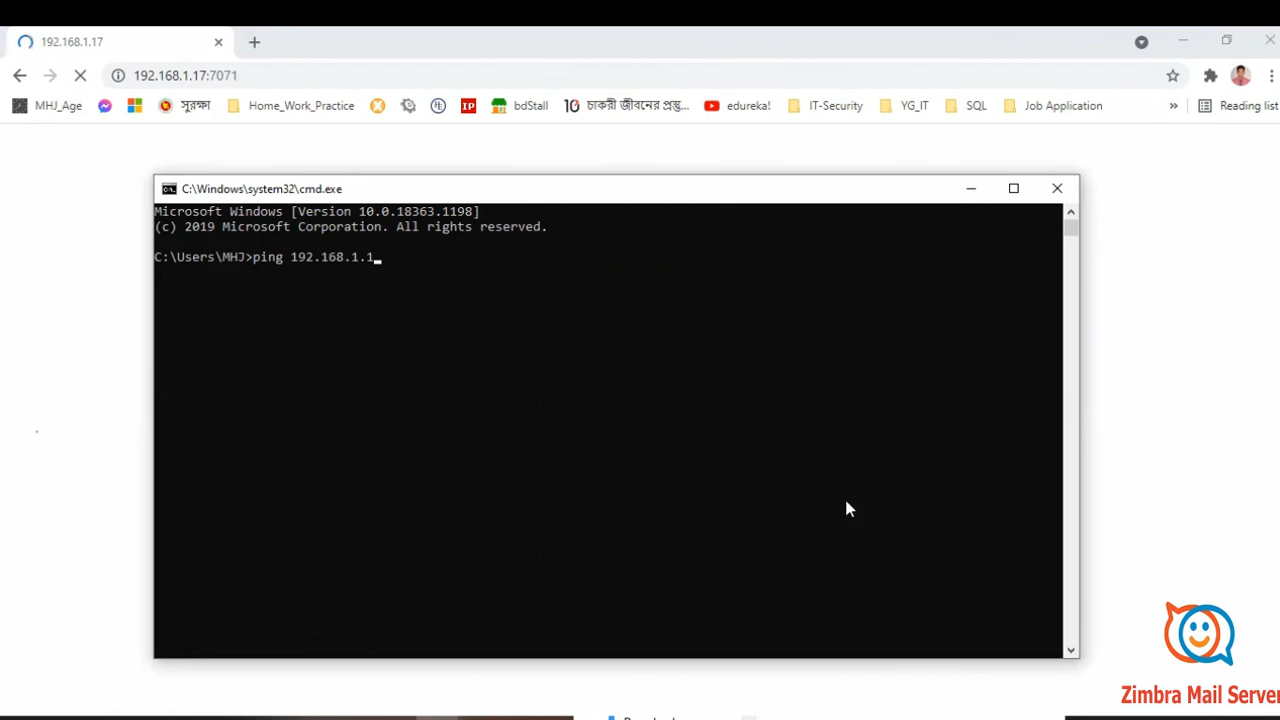 192.168.1.17
192.168.1.17:7071
MHJ_Age
সুরক্ষা
Home_Work_Practice
IP
bdStall
10
চাকরী জীবনের প্রস্তু...
edureka!
IT-Security
YG_IT
SQL
Job Application
»
Reading list
C:\Windows\system32\cmd.exe
Microsoft Windows [Version 10.0.18363.1198]
(c) 2019 Microsoft Corporation. All rights reserved.
C:\Users\MHJ>ping 192.168.1.1
Zimbra Mail Server